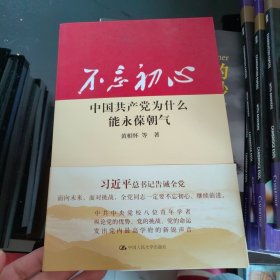 不忘初心
中国共产党为什么
能永葆朝气
黄相怀 等 著
习近平总书记告诫全党
面向未来，面对挑战，全党同志一定要不忘初心、继续前进。
中共中央党校八位青年学者
纵论党的优势、党的挑战、党的命运
发出党内最高学府的新锐声音
中国人民大学出版社